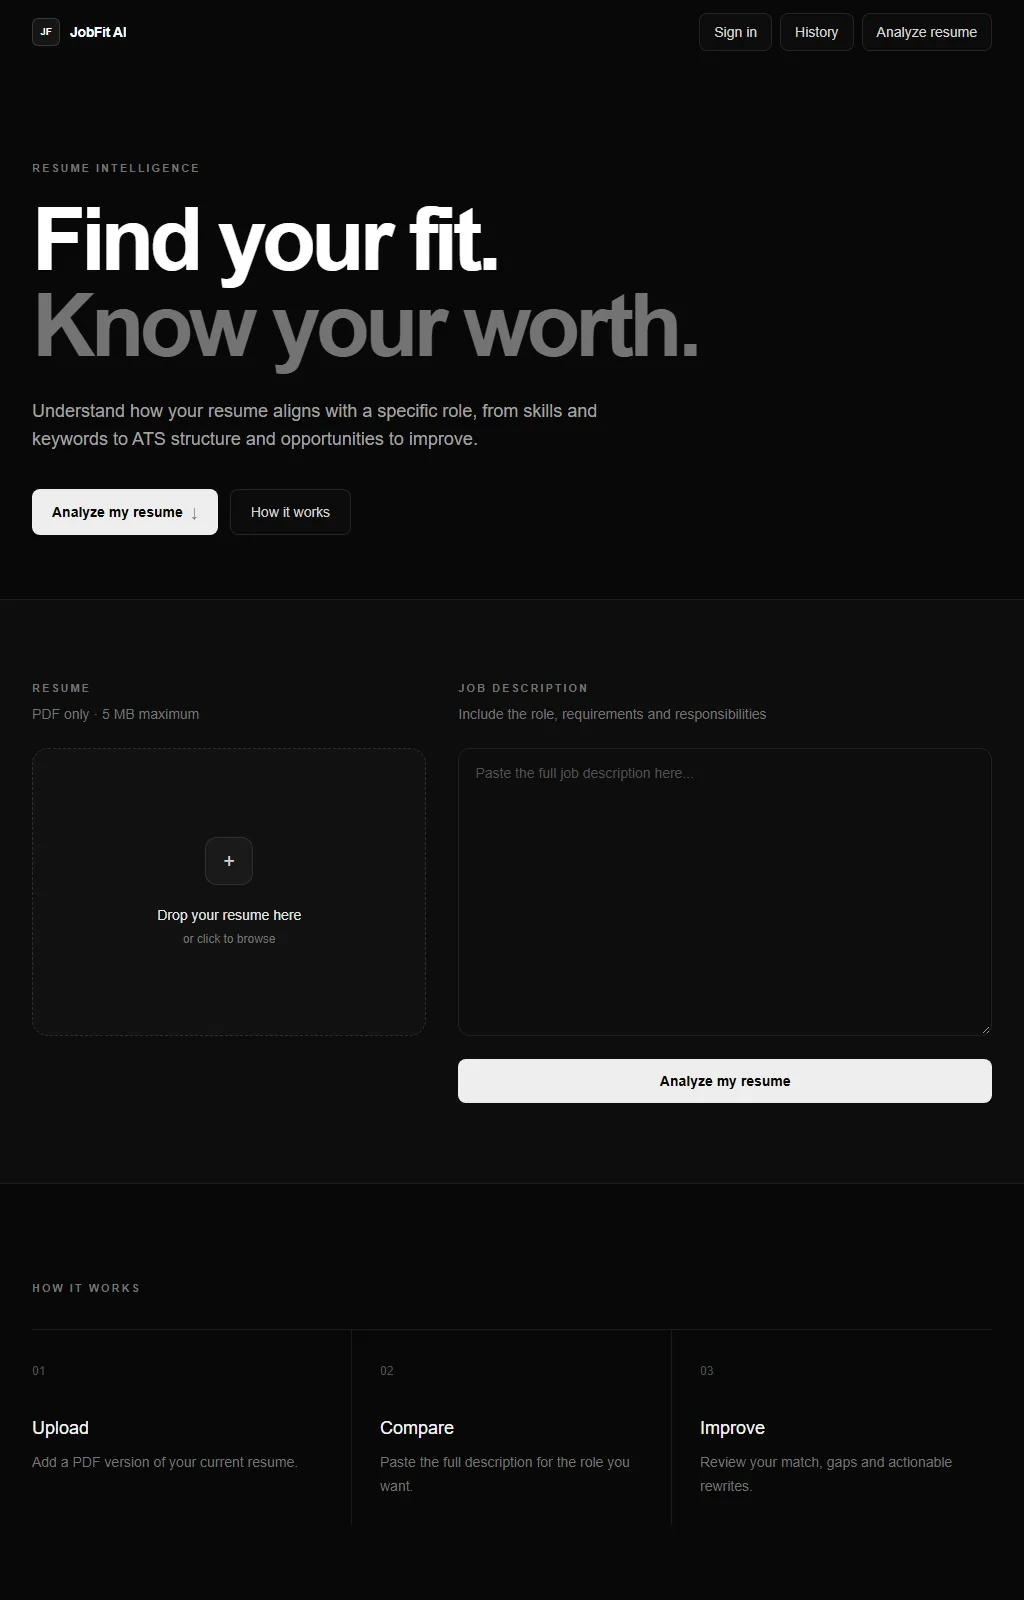 JF
JobFit AI
Sign in
History
Analyze resume
RESUME INTELLIGENCE
Find your fit.
Know your worth.
Understand how your resume aligns with a specific role, from skills and
keywords to ATS structure and opportunities to improve.
Analyze my resume ↓
How it works
RESUME
PDF only · 5 MB maximum
+
Drop your resume here
or click to browse
JOB DESCRIPTION
Include the role, requirements and responsibilities
Paste the full job description here...
Analyze my resume
HOW IT WORKS
01
Upload
Add a PDF version of your current resume.
02
Compare
Paste the full description for the role you
want.
03
Improve
Review your match, gaps and actionable
rewrites.